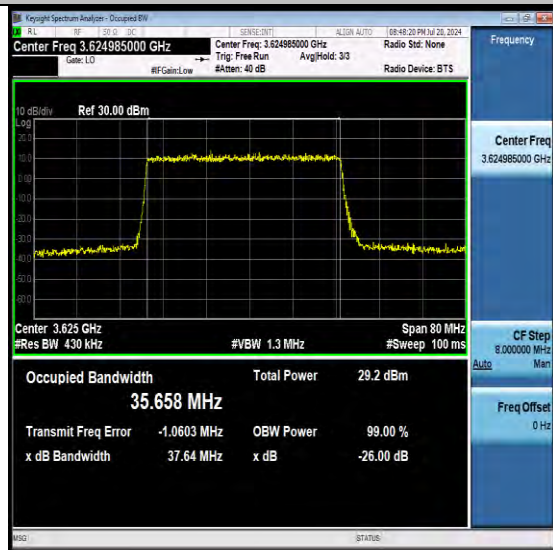 Keysight Spectrum Analyzer - Occupied BW
RL RF 50 Ω DC SENSE:INT ALIGN AUTO 08:48:20 PM Jul 20, 2024
Center Freq 3.624985000 GHz Center Freq: 3.624985000 GHz Radio Std: None
Gate: LO Trig: Free Run Avg|Hold: 3/3
#IFGain:Low #Atten: 40 dB Radio Device: BTS
Frequency
10 dB/div Ref 30.00 dBm
Log
20.0
10.0
0.00
-10.0
-20.0
-30.0
-40.0
-50.0
-60.0
Center 3.625 GHz Span 80 MHz
#Res BW 430 kHz #VBW 1.3 MHz #Sweep 100 ms
Occupied Bandwidth Total Power 29.2 dBm
35.658 MHz
Transmit Freq Error -1.0603 MHz OBW Power 99.00 %
x dB Bandwidth 37.64 MHz x dB -26.00 dB
Center Freq
3.624985000 GHz
CF Step
8.000000 MHz
Auto Man
Freq Offset
0 Hz
MSG STATUS